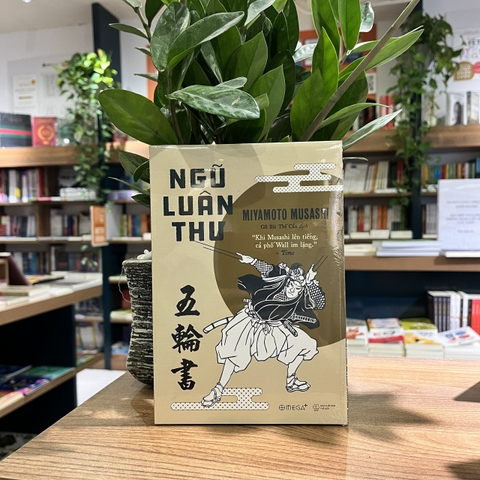 NGŨ
LUÂN
THƯ
MIYAMOTO MUSASHI
"Khi Musashi lên tiếng,
cả phố Wall im lặng."
- Time
五
輪
書
OMEGA+